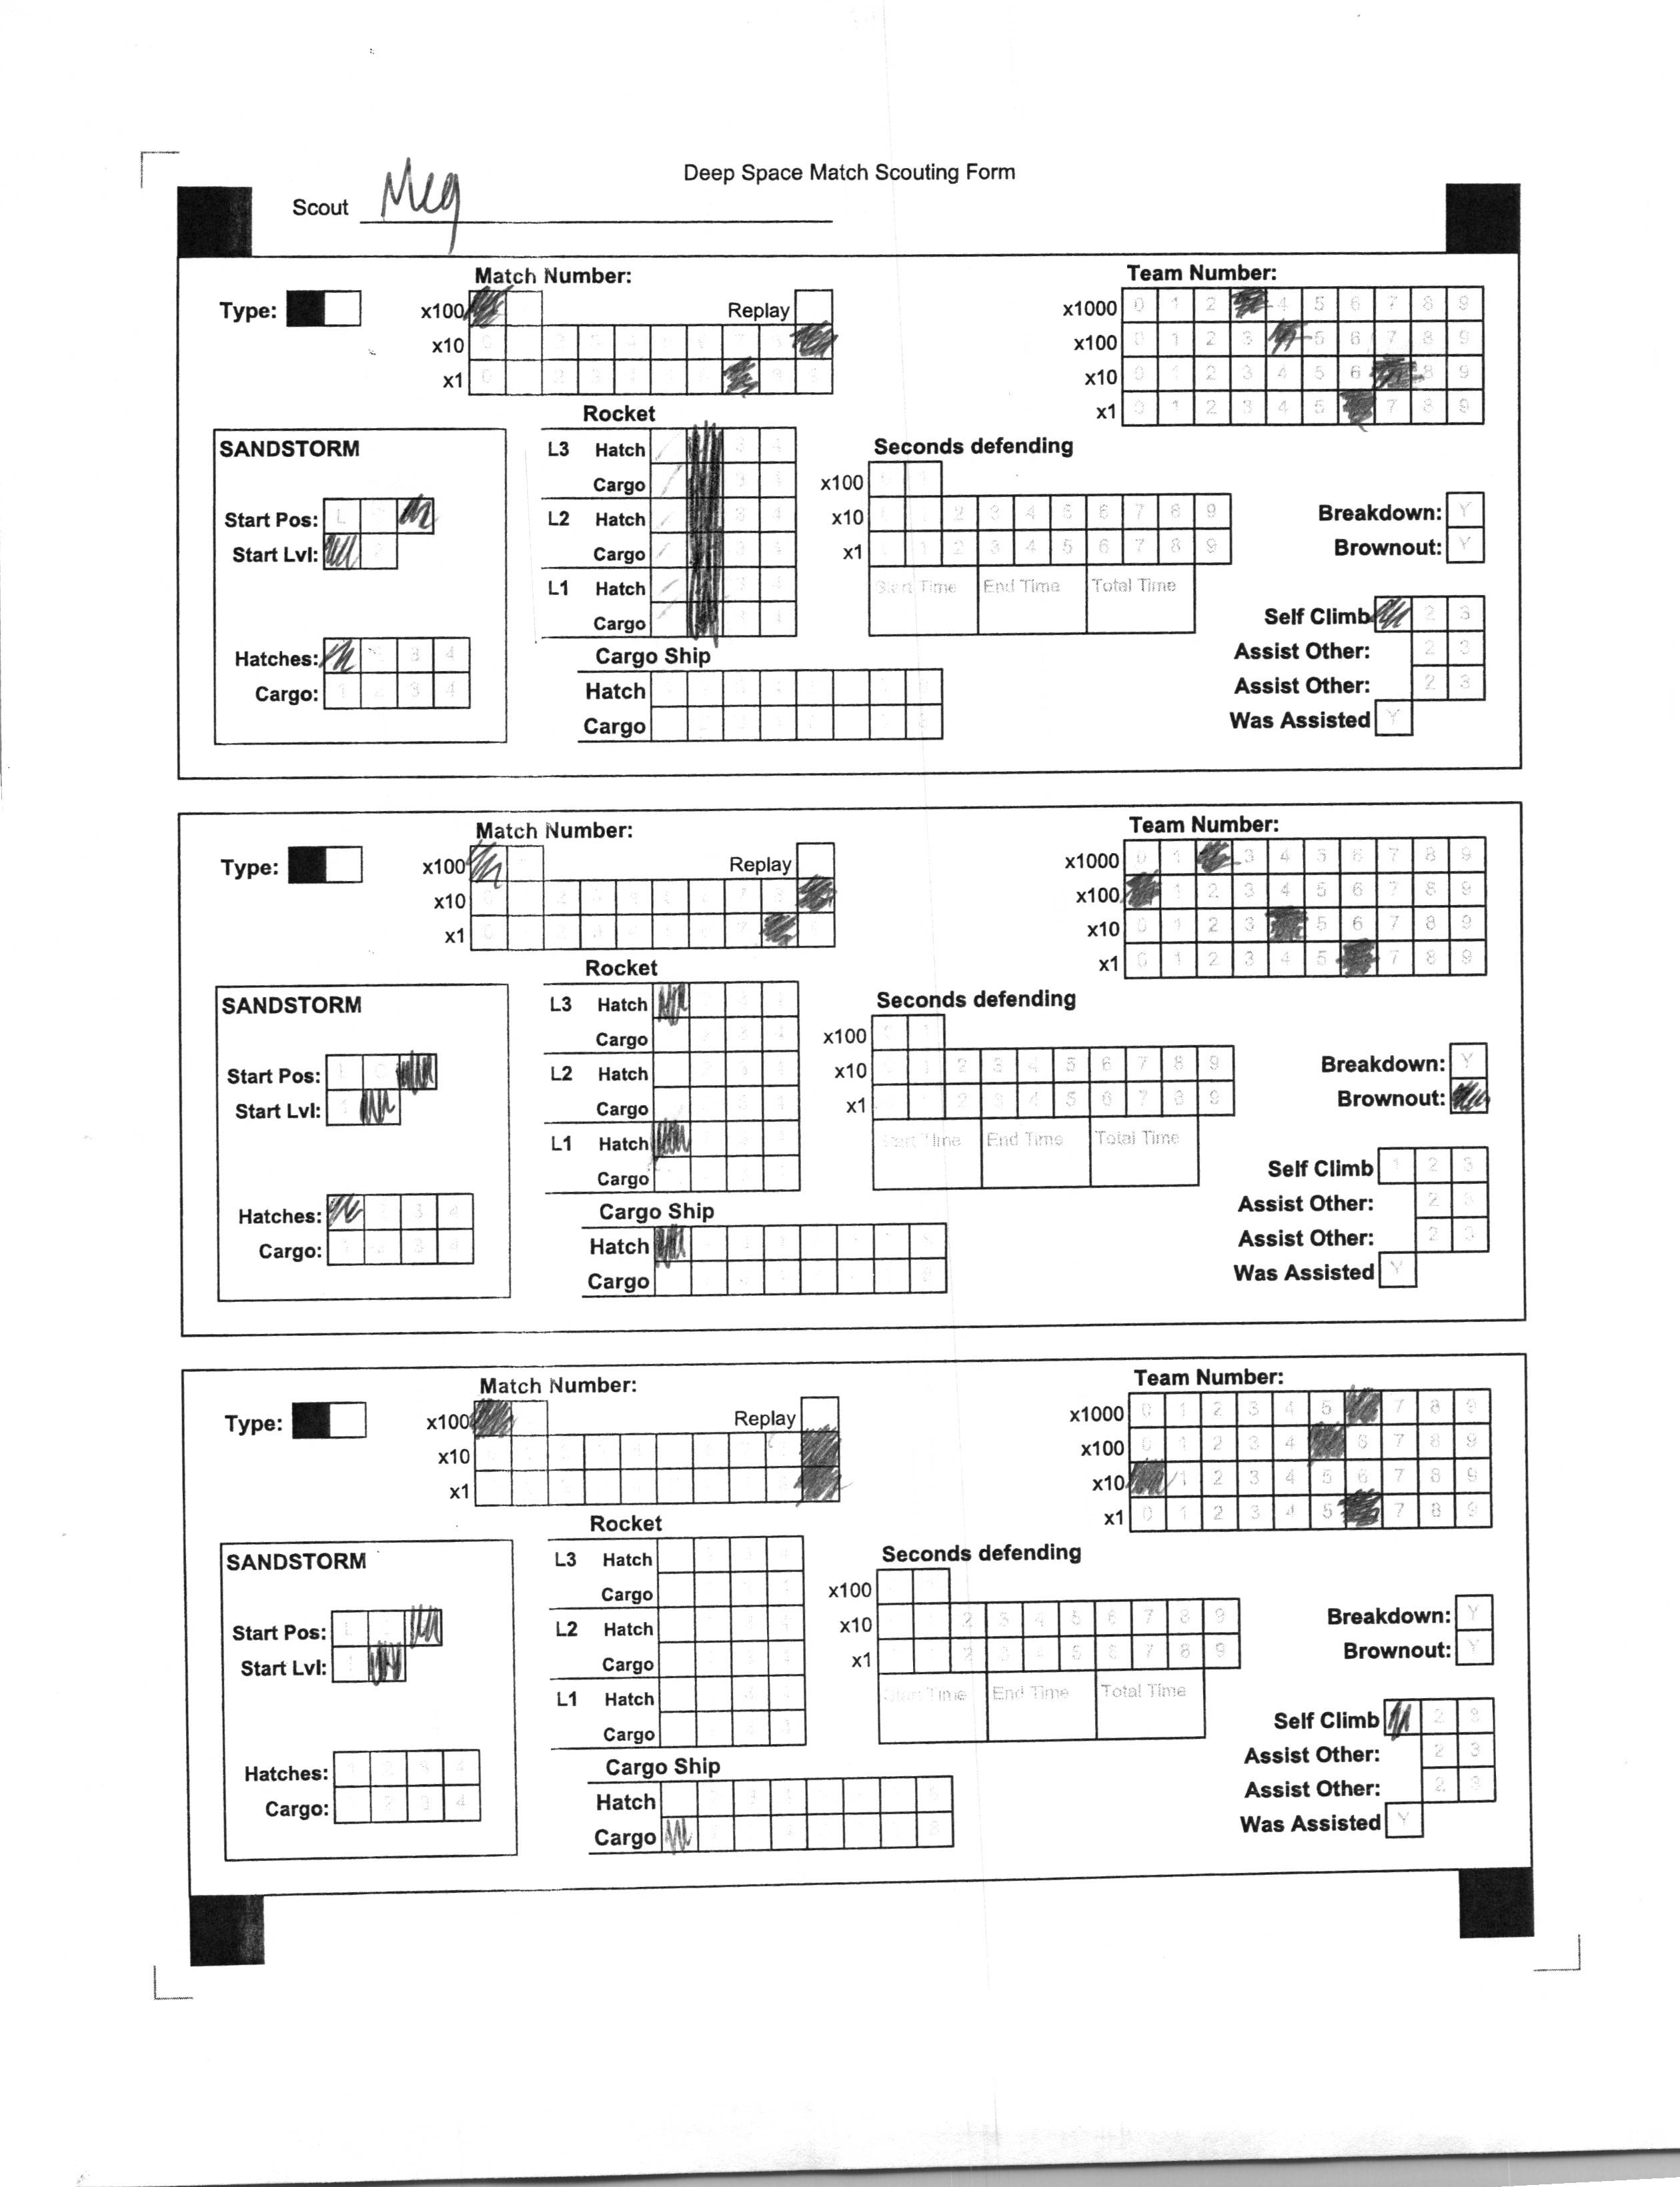 Deep Space Match Scouting Form
Scout Meg
Match Number:
Team Number:
Type:
x100
Replay
x1000 0 1 2 4 5 6 7 8 9
x10
x100 0 1 2 3 5 6 7 8 9
x1
x10 0 1 2 3 4 5 6 8 9
x1 0 1 2 3 4 5 7 8 9
Rocket
SANDSTORM
L3 Hatch
Cargo
L2 Hatch
Cargo
L1 Hatch
Cargo
Seconds defending
x100
x10 2 3 4 5 6 7 8 9
x1 1 2 3 4 5 6 7 8 9
Start Time End Time Total Time
Start Pos:
Start Lvl: 2
Hatches: 3 4
Cargo: 1 2 3 4
Breakdown: Y
Brownout: Y
Self Climb 2 3
Assist Other: 2 3
Assist Other: 2 3
Was Assisted Y
Cargo Ship
Hatch
Cargo
Match Number:
Team Number:
Type:
x100
Replay
x1000 0 1 3 4 5 6 7 8 9
x10
x100 1 2 3 4 5 6 7 8 9
x1
x10 0 1 2 3 5 6 7 8 9
x1 0 1 2 3 4 5 7 8 9
Rocket
SANDSTORM
L3 Hatch
Cargo
L2 Hatch
Cargo
L1 Hatch
Cargo
Seconds defending
x100
x10 1 2 3 4 5 6 7 8 9
x1 2 3 4 5 6 7 8 9
Start Time End Time Total Time
Start Pos:
Start Lvl: 1
Hatches: 3 4
Cargo: 1 2 3 4
Breakdown: Y
Brownout:
Self Climb 1 2 3
Assist Other: 2 3
Assist Other: 2 3
Was Assisted Y
Cargo Ship
Hatch
Cargo
Match Number:
Team Number:
Type:
x100
Replay
x1000 0 1 2 3 4 5 7 8 9
x10
x100 0 1 2 3 4 6 7 8 9
x1
x10 1 2 3 4 5 6 7 8 9
x1 0 1 2 3 4 5 7 8 9
Rocket
SANDSTORM
L3 Hatch
Cargo
L2 Hatch
Cargo
L1 Hatch
Cargo
Seconds defending
x100
x10 2 3 4 5 6 7 8 9
x1 2 3 4 5 6 7 8 9
Start Time End Time Total Time
Start Pos:
Start Lvl:
Hatches:
Cargo: 2 3 4
Breakdown: Y
Brownout: Y
Self Climb 2 3
Assist Other: 2 3
Assist Other: 2 3
Was Assisted Y
Cargo Ship
Hatch
Cargo